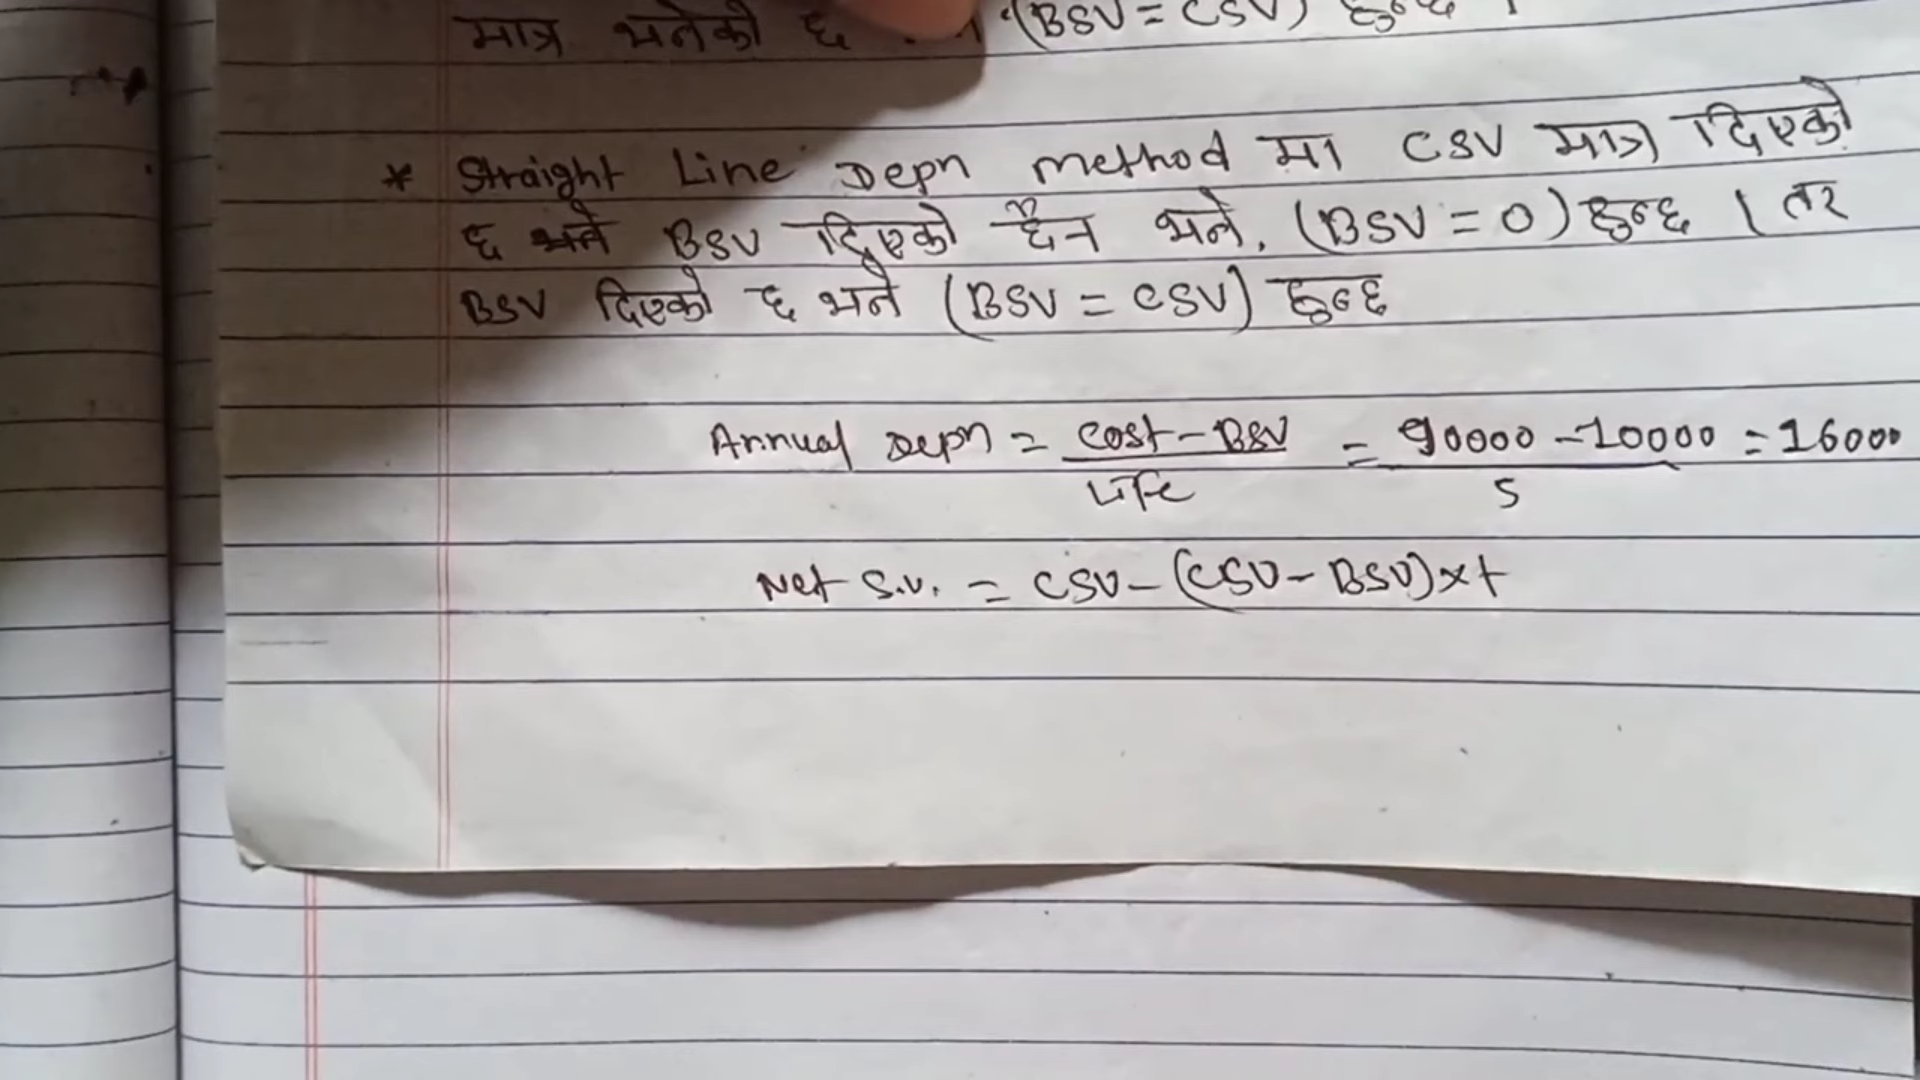 मात्र भनेको छ (BSV = CSV) हुन्छ ।
* Straight Line Depn method मा CSV मात्र दिएको
छ भने BSV दिएको छैन भने, (BSV = 0) हुन्छ । तर
BSV दिएको छ भने (BSV = CSV) हुन्छ
Annual Depn = Cost - BSV / Life = 90000 - 10000 / 5 = 16000
Net S.V. = CSV - (CSV - BSV) x t